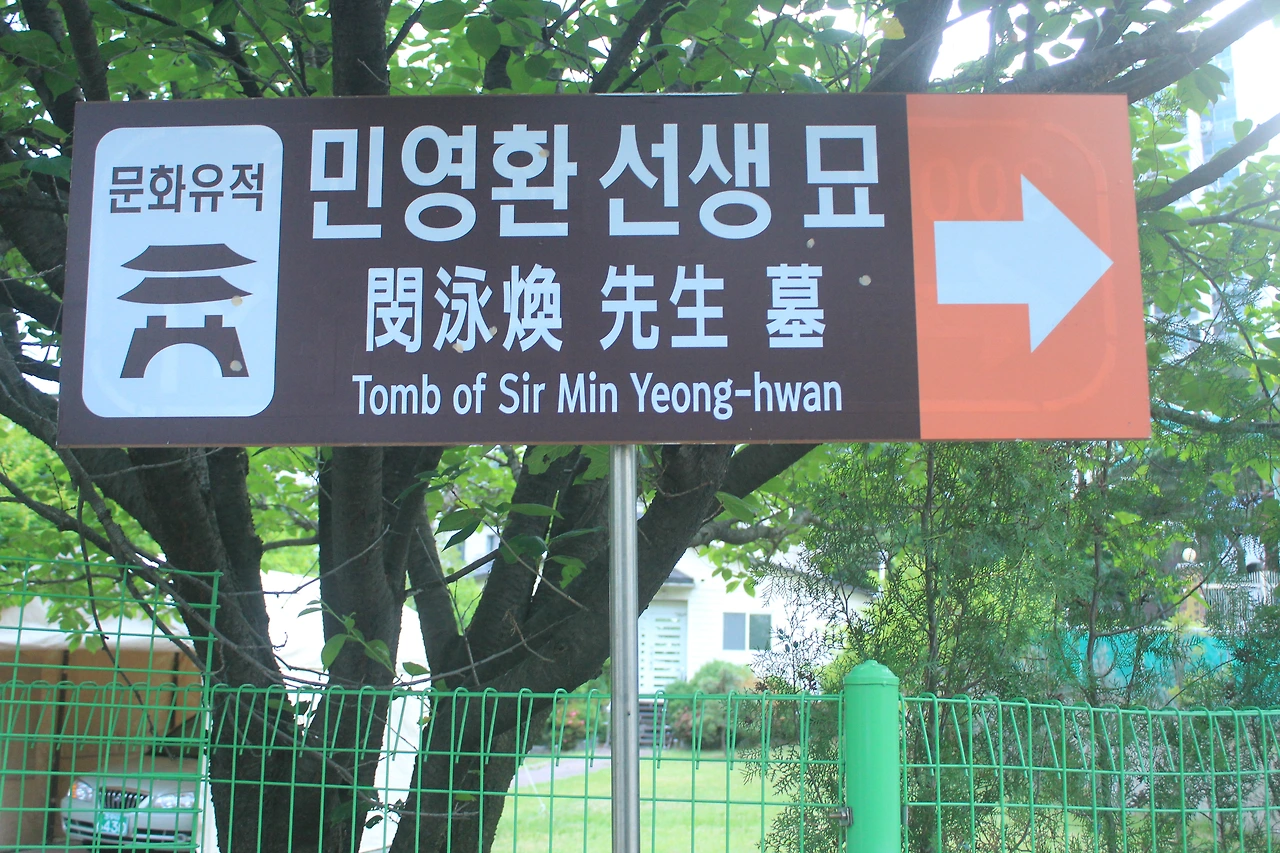 문화유적
민영환 선생 묘
閔泳煥 先生 墓
Tomb of Sir Min Yeong-hwan